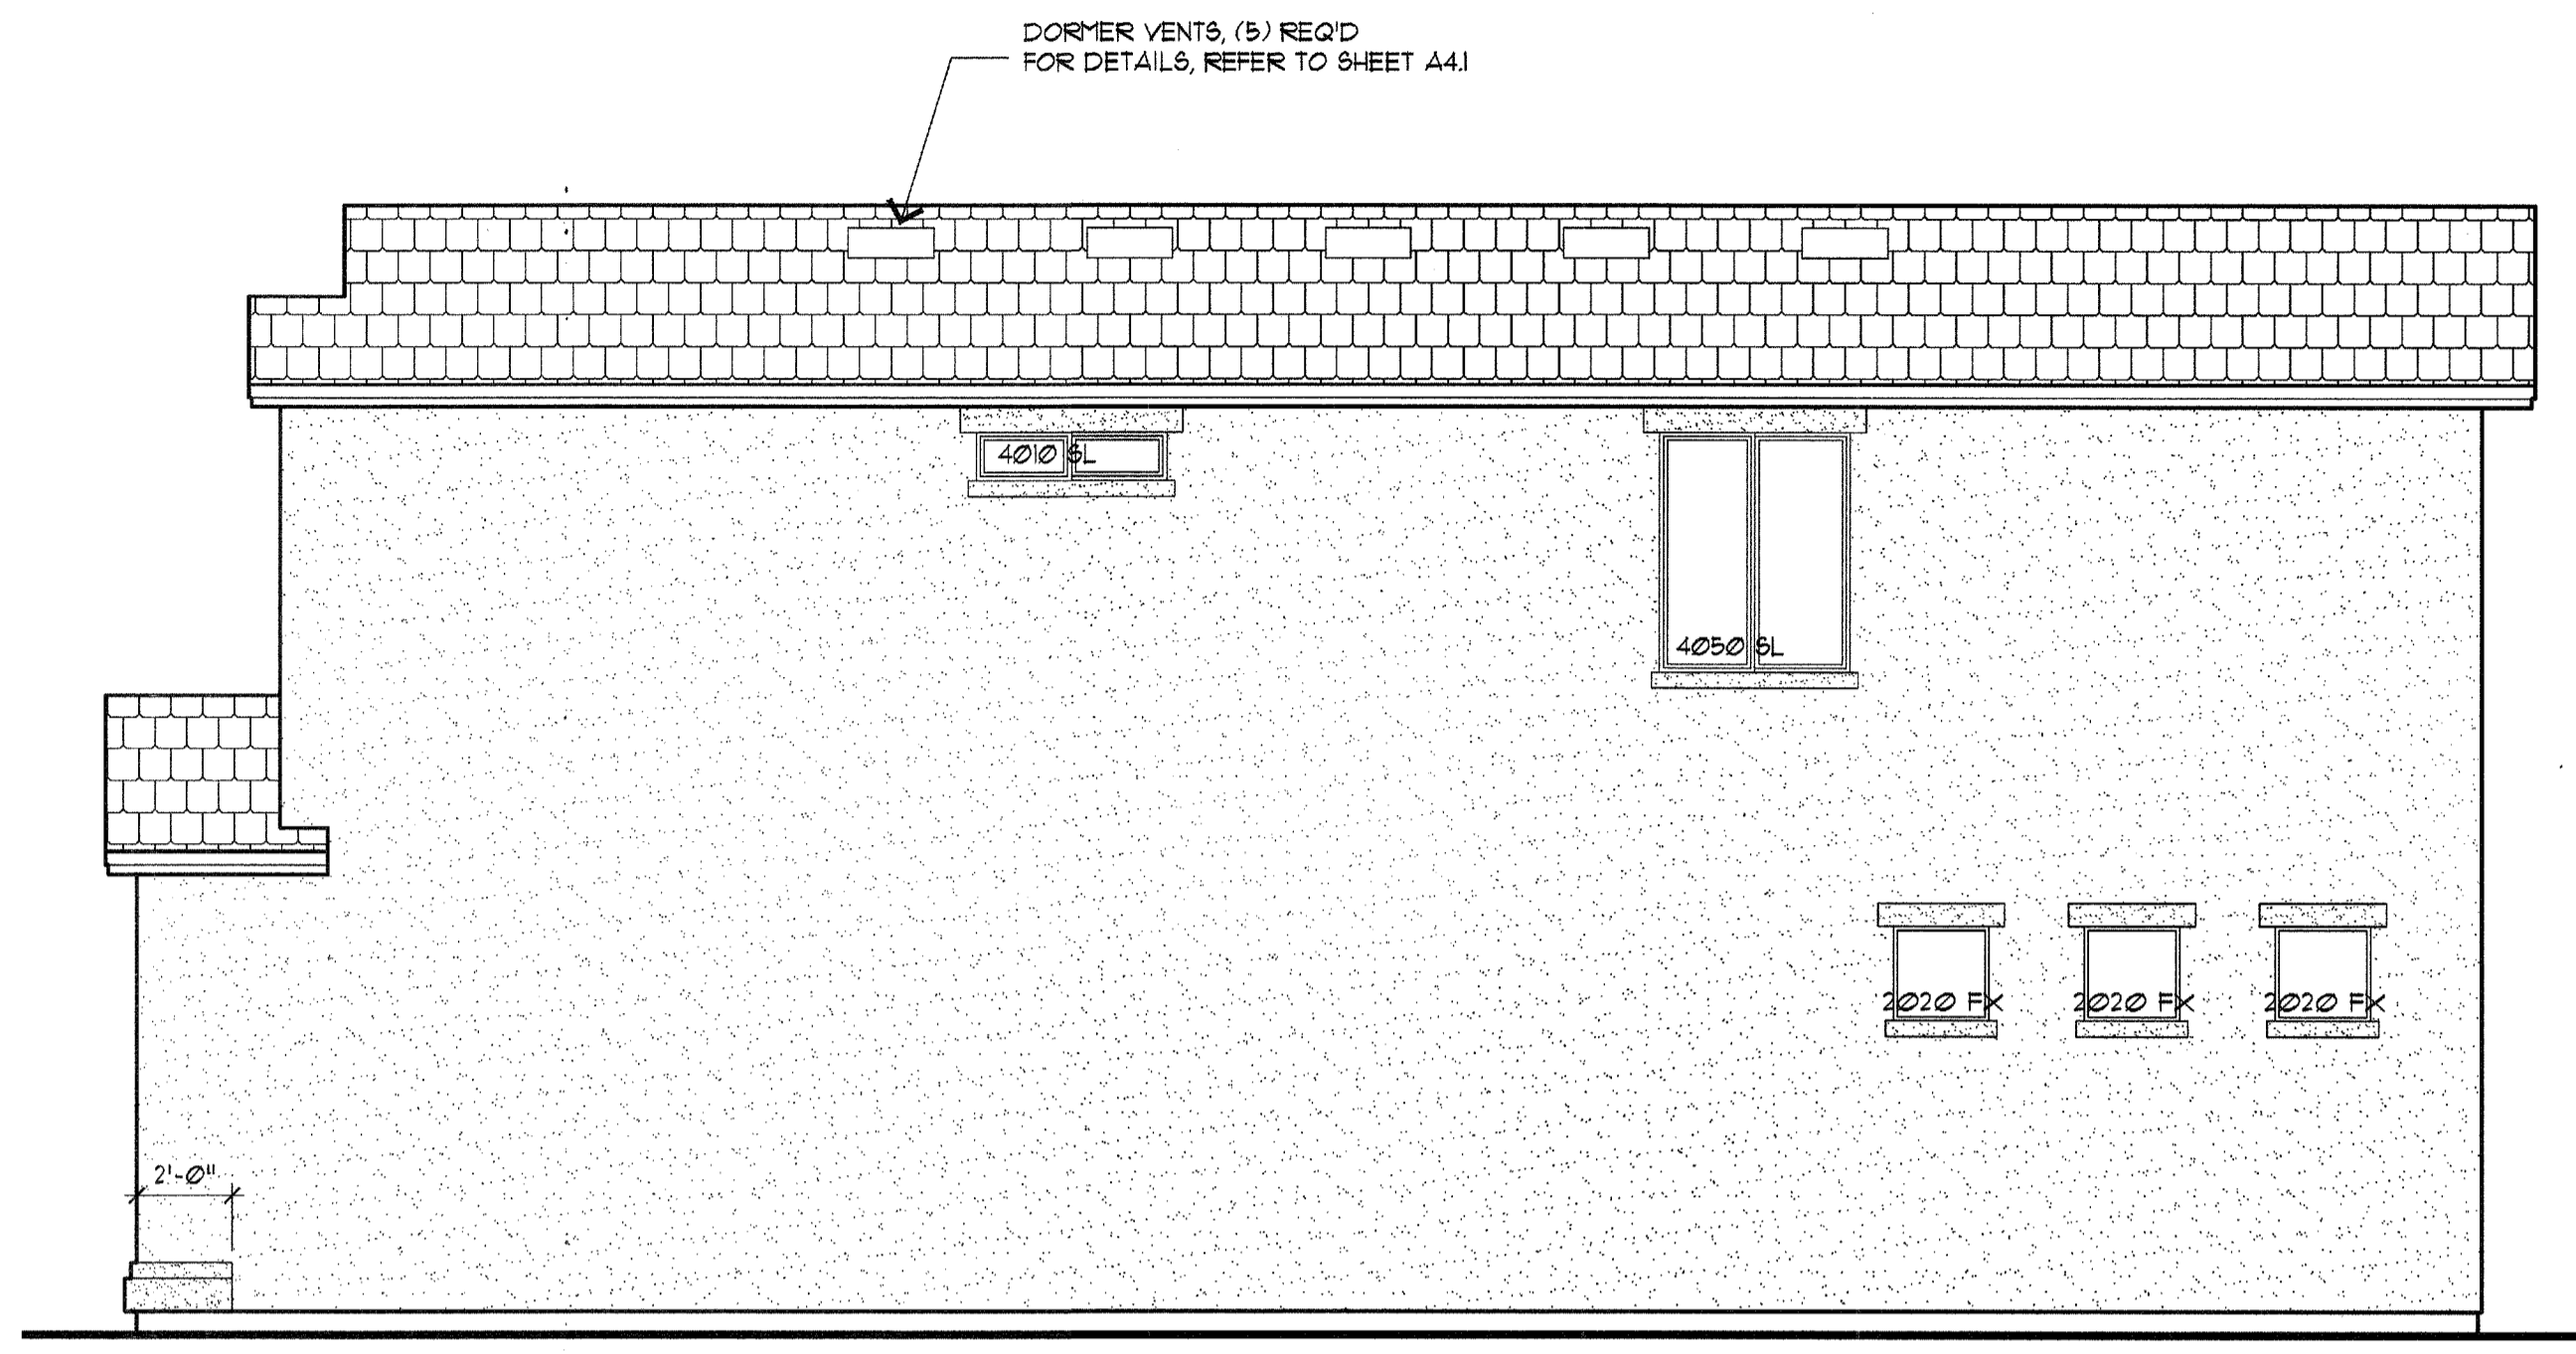 DORMER VENTS, (5) REQ'D
FOR DETAILS, REFER TO SHEET A4.1
4010 SL
4050 SL
2020 FX
2020 FX
2020 FX
2'-0"